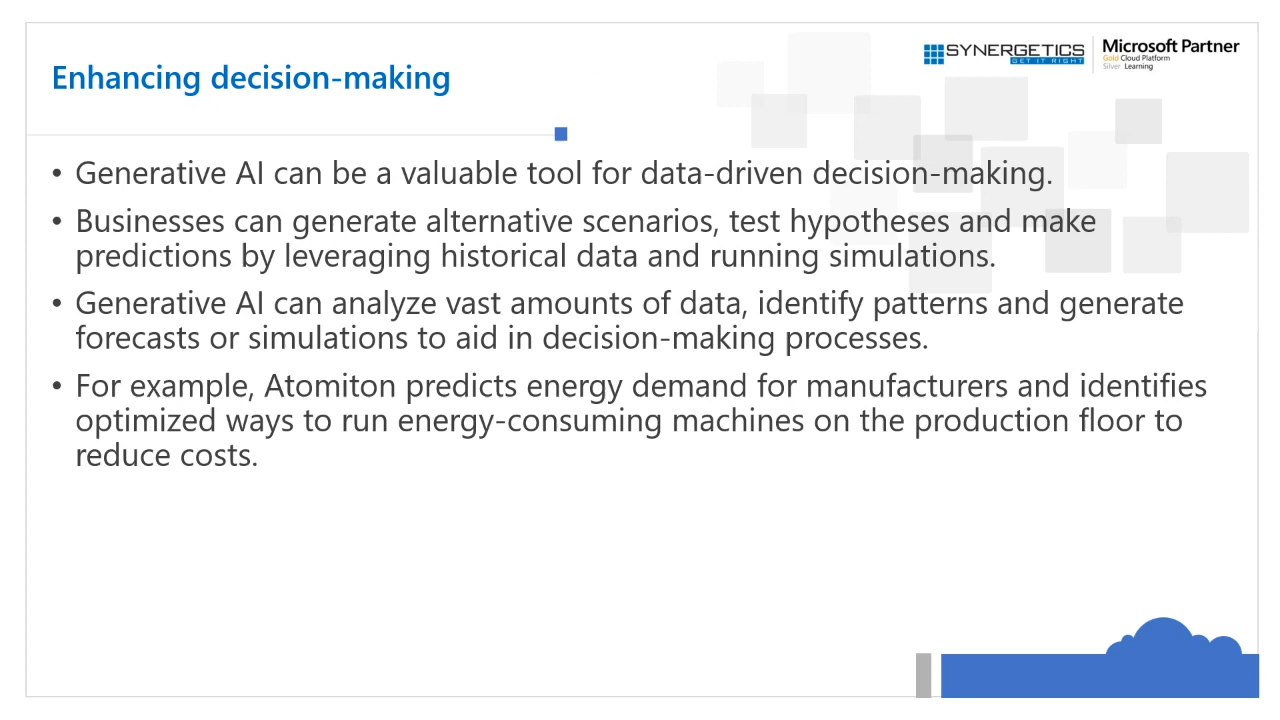 SYNERGETICS
GET IT RIGHT
Microsoft Partner
Gold Cloud Platform
Silver Learning
Enhancing decision-making
• Generative AI can be a valuable tool for data-driven decision-making.
• Businesses can generate alternative scenarios, test hypotheses and make
predictions by leveraging historical data and running simulations.
• Generative AI can analyze vast amounts of data, identify patterns and generate
forecasts or simulations to aid in decision-making processes.
• For example, Atomiton predicts energy demand for manufacturers and identifies
optimized ways to run energy-consuming machines on the production floor to
reduce costs.